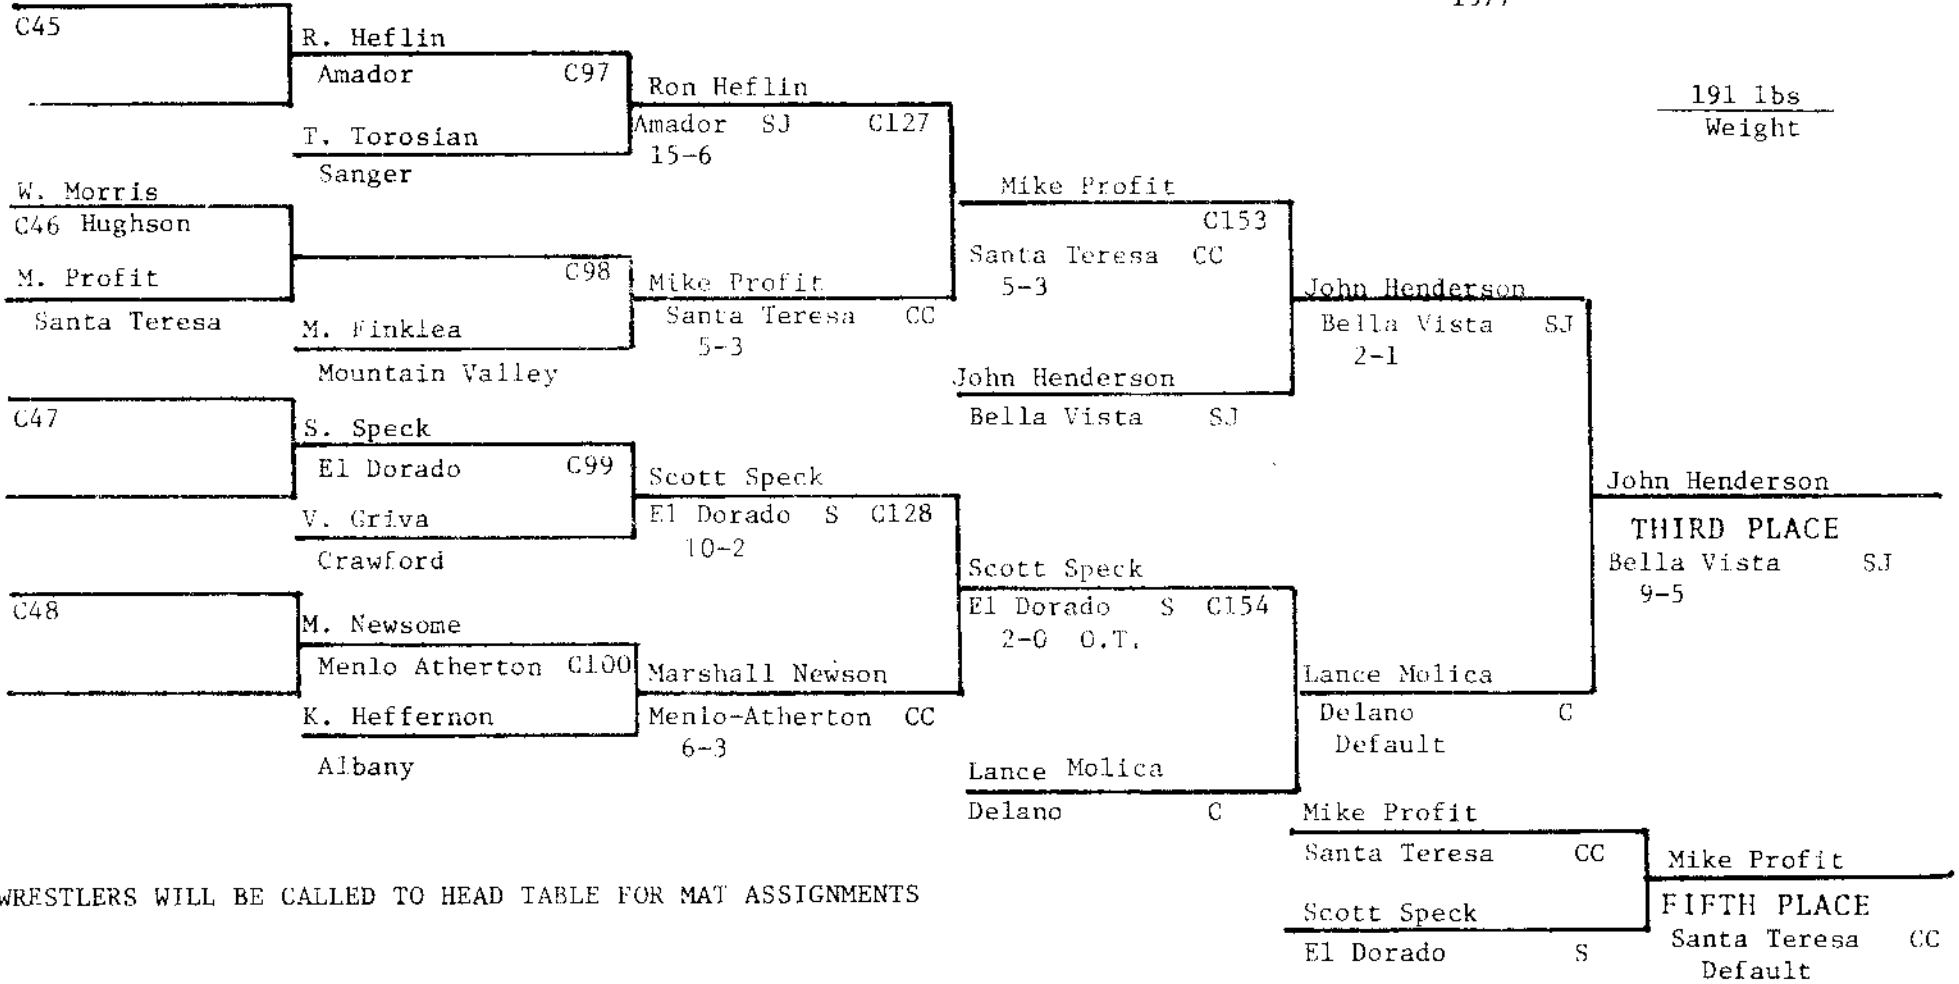 C45
R. Heflin
Amador C97
T. Torosian
Sanger
W. Morris
C46 Hughson
M. Profit
Santa Teresa
C98
M. Finklea
Mountain Valley
C47
S. Speck
El Dorado C99
V. Griva
Crawford
C48
M. Newsome
Menlo Atherton C100
K. Heffernon
Albany
Ron Heflin
Amador SJ C127
15-6
Mike Profit
Santa Teresa CC
5-3
Scott Speck
El Dorado S C128
10-2
Marshall Newson
Menlo-Atherton CC
6-3
Mike Profit
C153
Santa Teresa CC
5-3
John Henderson
Bella Vista SJ
Scott Speck
El Dorado S C154
2-0 O.T.
Lance Molica
Delano C
John Henderson
Bella Vista SJ
2-1
Lance Molica
Delano C
Default
John Henderson
THIRD PLACE
Bella Vista SJ
9-5
Mike Profit
Santa Teresa CC
Scott Speck
El Dorado S
Mike Profit
FIFTH PLACE
Santa Teresa CC
Default
191 lbs
Weight
WRESTLERS WILL BE CALLED TO HEAD TABLE FOR MAT ASSIGNMENTS